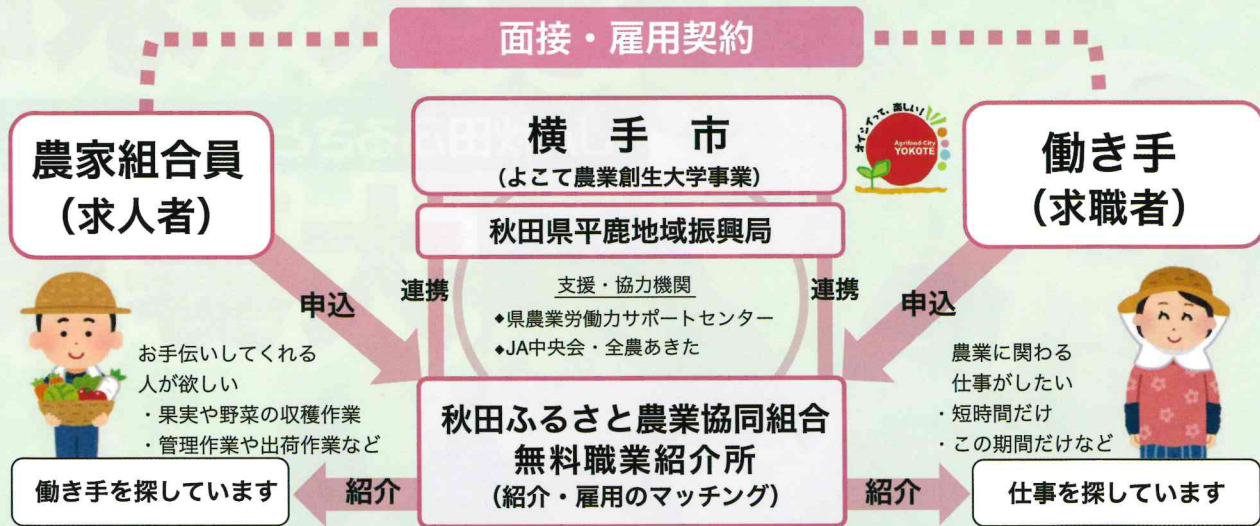 面接・雇用契約
農家組合員
（求人者）
横手市
（よこて農業創生大学事業）
オイシイって、楽しい！
Agrifood City
YOKOTE
働き手
（求職者）
秋田県平鹿地域振興局
申込
連携
支援・協力機関
◆県農業労働力サポートセンター
◆JA中央会・全農あきた
連携
申込
お手伝いしてくれる
人が欲しい
・果実や野菜の収穫作業
・管理作業や出荷作業など
農業に関わる
仕事がしたい
・短時間だけ
・この期間だけなど
秋田ふるさと農業協同組合
無料職業紹介所
（紹介・雇用のマッチング）
働き手を探しています
紹介
紹介
仕事を探しています